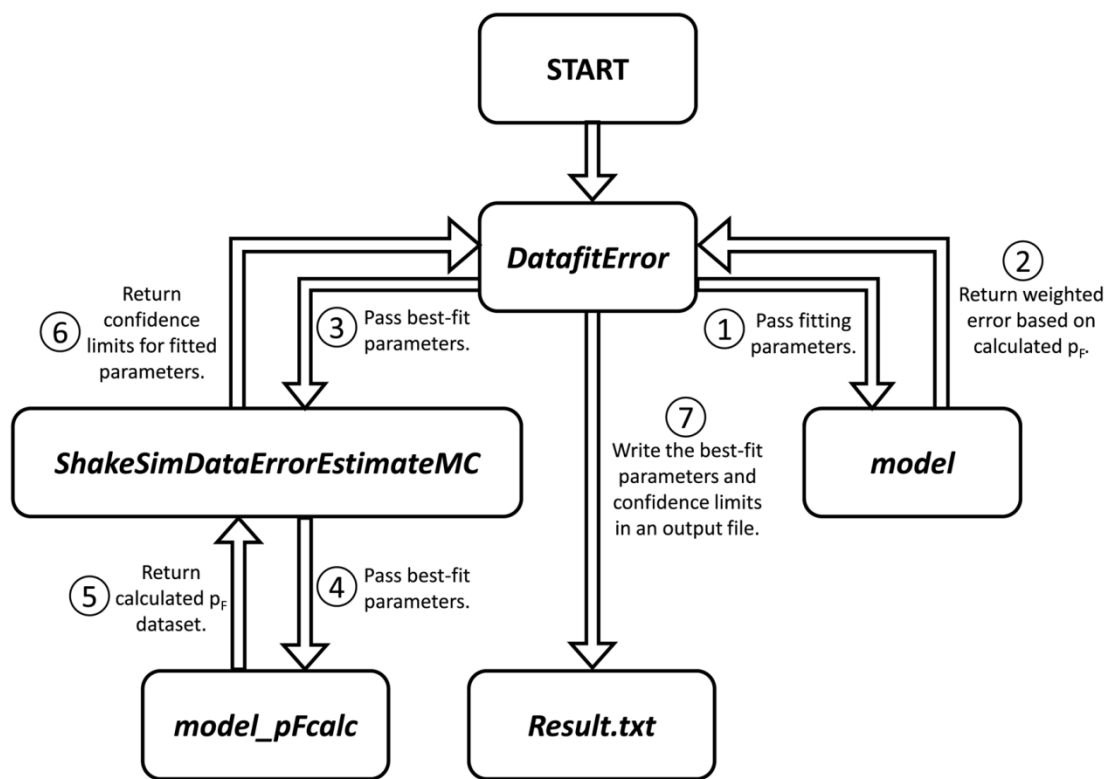 START
DatafitError
6
Return
confidence
limits for fitted
parameters.
3
Pass best-fit
parameters.
1
Pass fitting
parameters.
2
Return weighted
error based on
calculated pF.
ShakeSimDataErrorEstimateMC
7
Write the best-fit
parameters and
confidence limits
in an output file.
model
5
Return
calculated pF
dataset.
4
Pass best-fit
parameters.
model_pFcalc
Result.txt